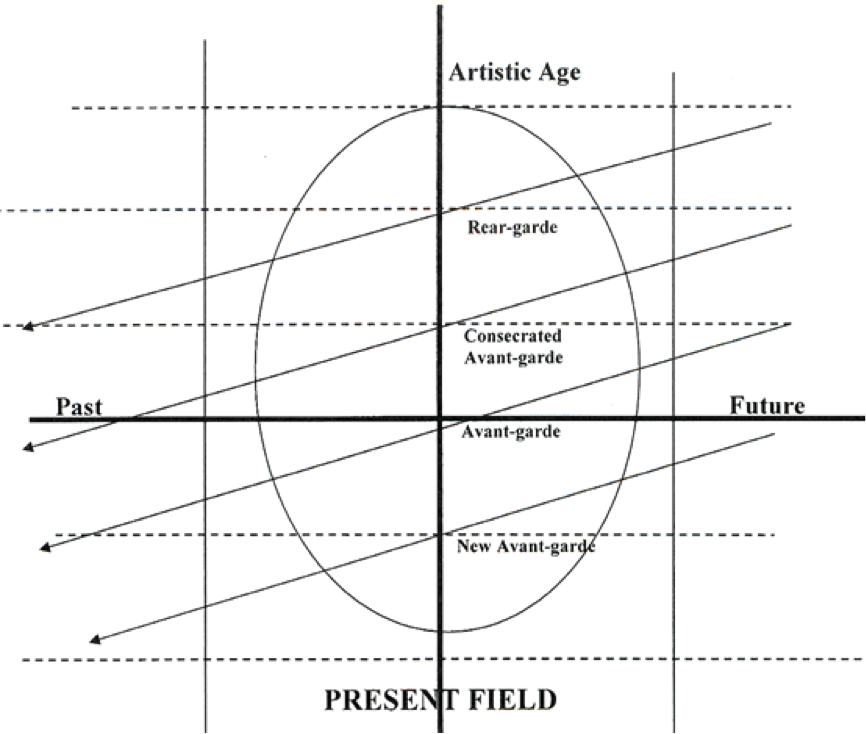 Artistic Age
Rear-garde
Consecrated
Avant-garde
Past
Future
Avant-garde
New Avant-garde
PRESENT FIELD